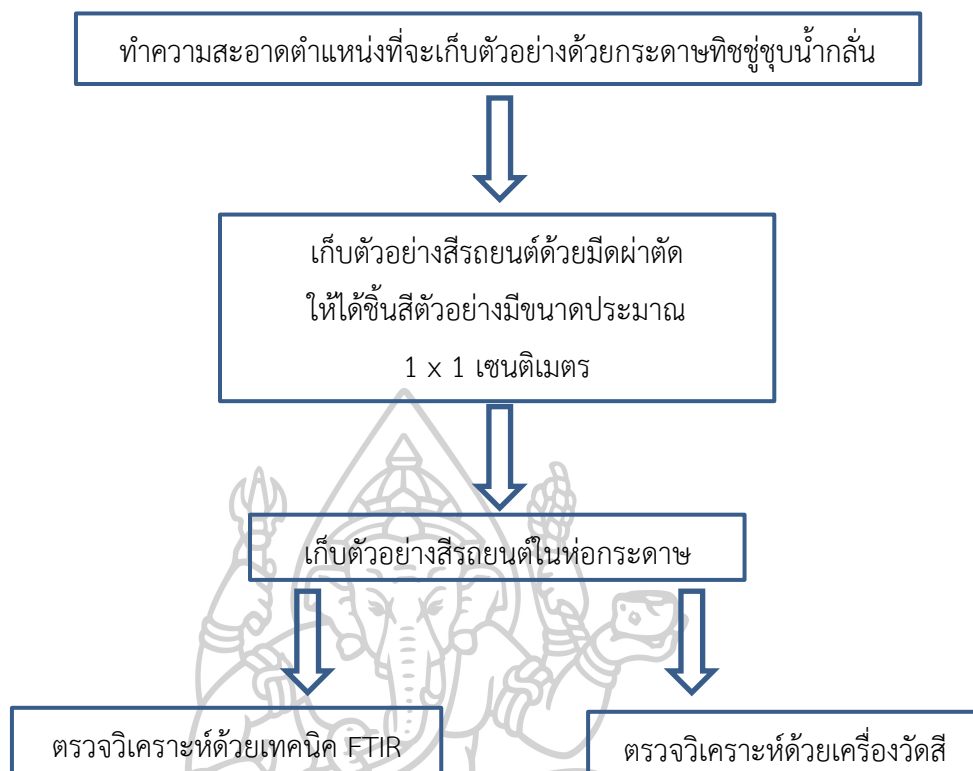 ทำความสะอาดตำแหน่งที่จะเก็บตัวอย่างด้วยกระดาษทิชชู่ชุบน้ำกลั่น
เก็บตัวอย่างสีรถยนต์ด้วยมีดผ่าตัด
ให้ได้ชิ้นสีตัวอย่างมีขนาดประมาณ
1 x 1 เซนติเมตร
เก็บตัวอย่างสีรถยนต์ในห่อกระดาษ
ตรวจวิเคราะห์ด้วยเทคนิค FTIR
ตรวจวิเคราะห์ด้วยเครื่องวัดสี